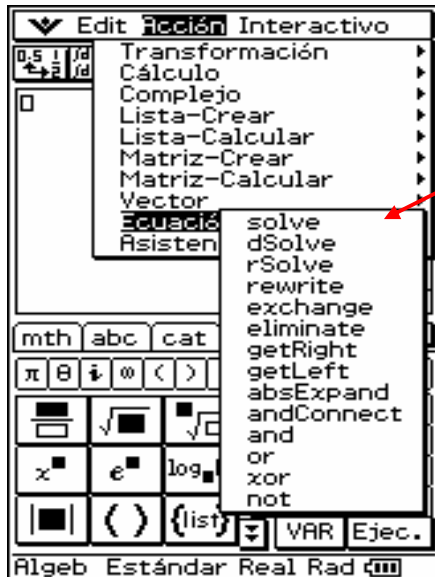 Edit Acción Interactivo
Transformación
Cálculo
Complejo
Lista-Crear
Lista-Calcular
Matriz-Crear
Matriz-Calcular
Vector
solve
dSolve
rSolve
rewrite
exchange
eliminate
getRight
getLeft
absExpand
andConnect
and
or
xor
not
mth abc cat
π θ i ∞ < >
√■
x■ e■ log■
|■| ( ) {list} VAR Ejec.
Algeb Estándar Real Rad